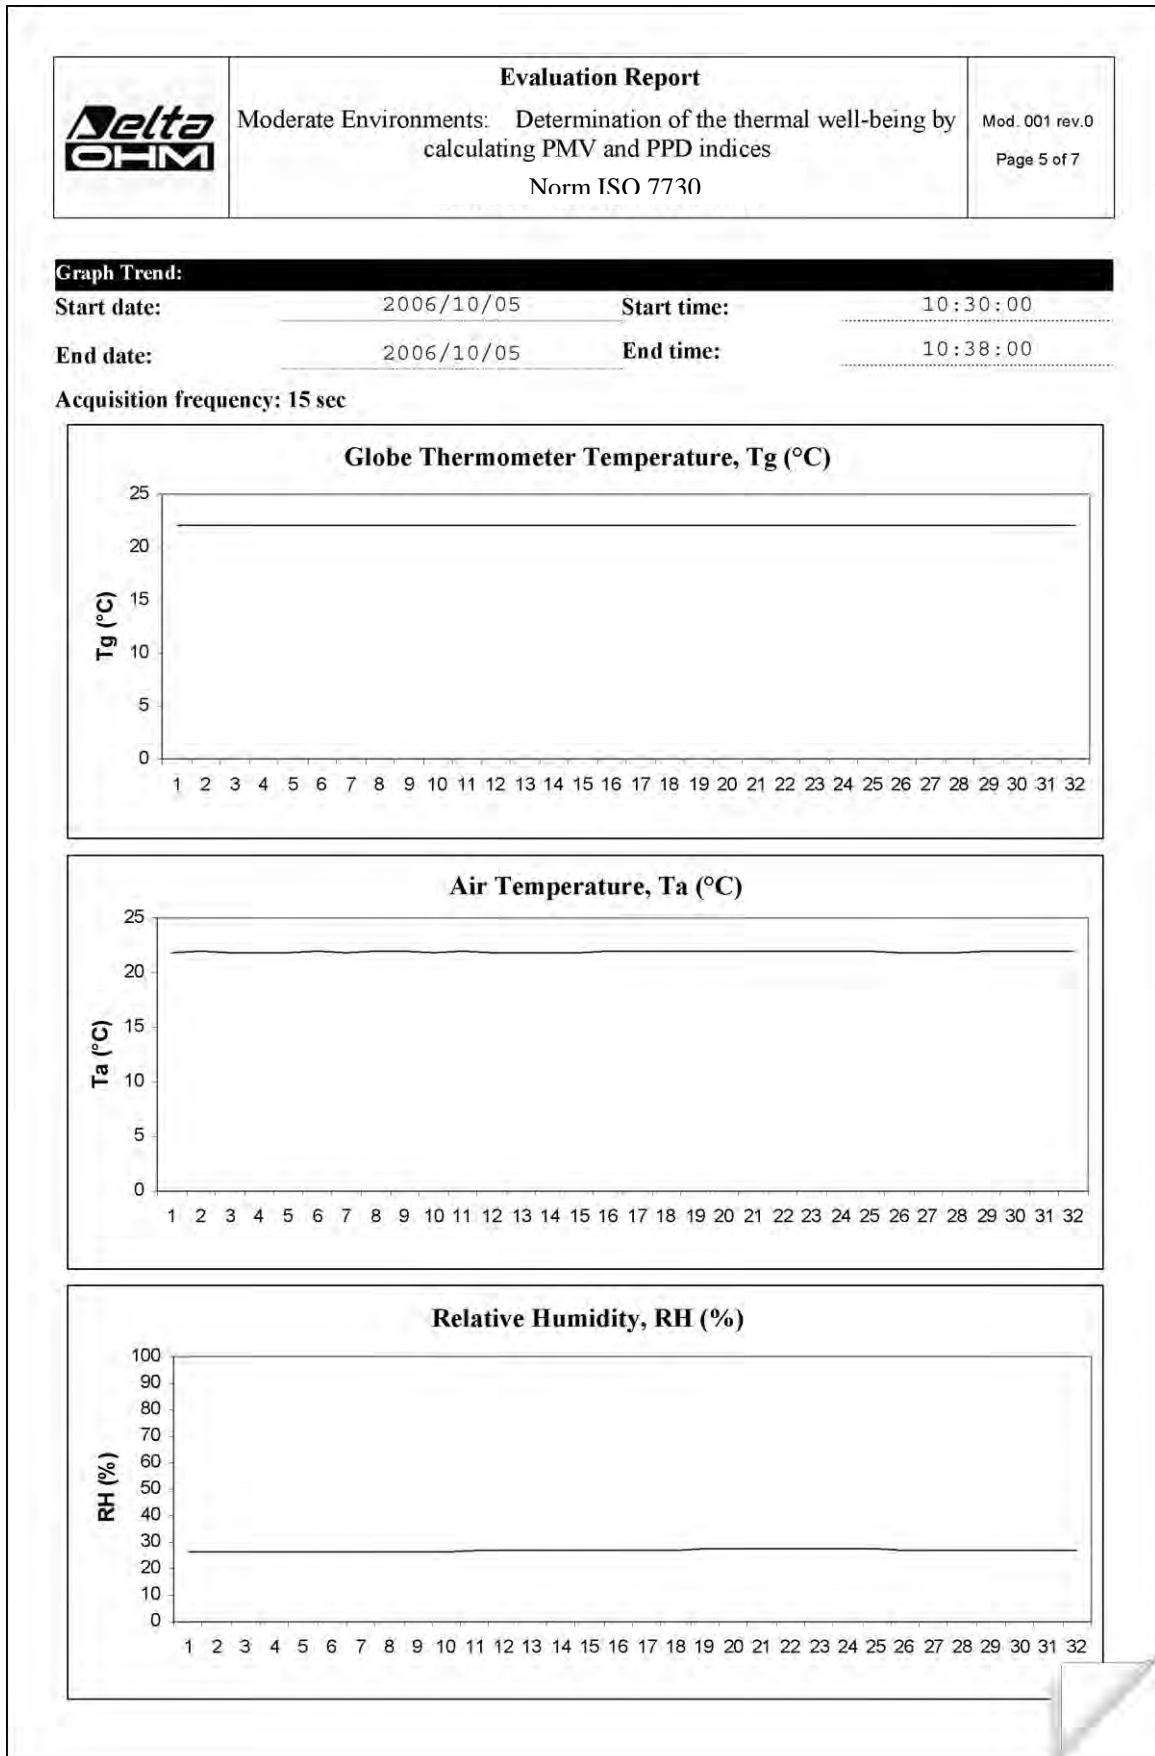 Delta
OHM
Evaluation Report
Moderate Environments: Determination of the thermal well-being by
calculating PMV and PPD indices
Norm ISO 7730
Mod. 001 rev.0
Page 5 of 7
Graph Trend:
Start date: 2006/10/05 Start time: 10:30:00
End date: 2006/10/05 End time: 10:38:00
Acquisition frequency: 15 sec
Globe Thermometer Temperature, Tg (°C)
Tg (°C)
25
20
15
10
5
0
1 2 3 4 5 6 7 8 9 10 11 12 13 14 15 16 17 18 19 20 21 22 23 24 25 26 27 28 29 30 31 32
Air Temperature, Ta (°C)
Ta (°C)
25
20
15
10
5
0
1 2 3 4 5 6 7 8 9 10 11 12 13 14 15 16 17 18 19 20 21 22 23 24 25 26 27 28 29 30 31 32
Relative Humidity, RH (%)
RH (%)
100
90
80
70
60
50
40
30
20
10
0
1 2 3 4 5 6 7 8 9 10 11 12 13 14 15 16 17 18 19 20 21 22 23 24 25 26 27 28 29 30 31 32